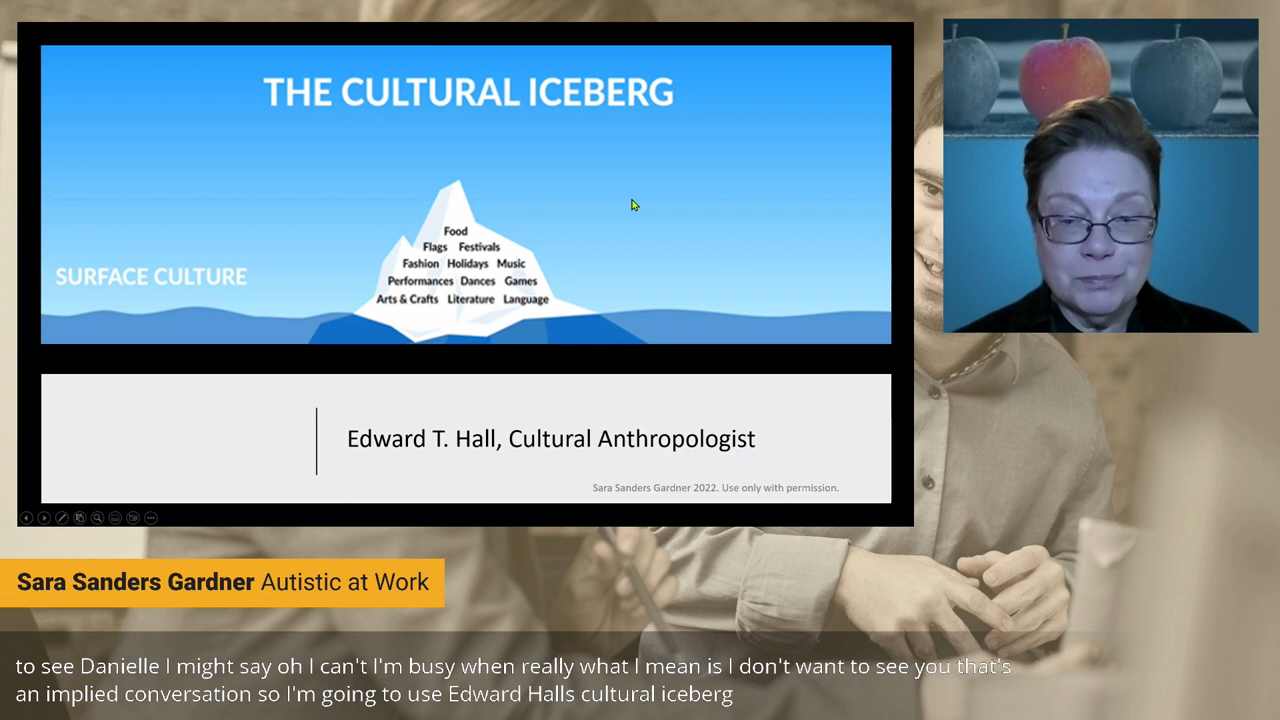 THE CULTURAL ICEBERG
Food
Flags Festivals
Fashion Holidays Music
SURFACE CULTURE
Performances Dances Games
Arts & Crafts Literature Language
Edward T. Hall, Cultural Anthropologist
Sara Sanders Gardner 2022. Use only with permission.
Sara Sanders Gardner Autistic at Work
to see Danielle I might say oh I can't I'm busy when really what I mean is I don't want to see you that's
an implied conversation so I'm going to use Edward Halls cultural iceberg